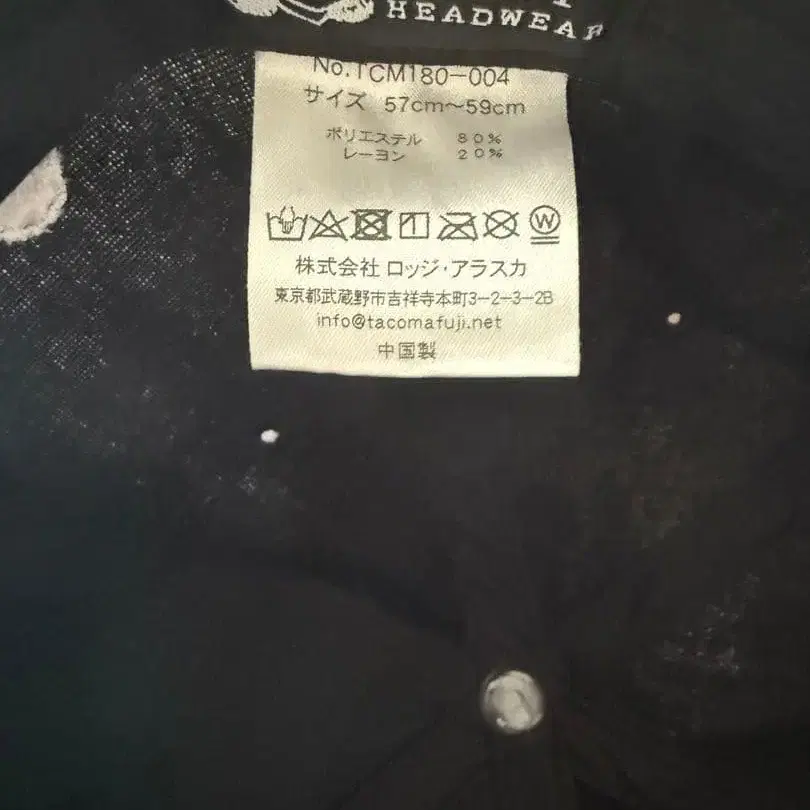 HEADWEAR
No.TCM180-004
サイズ 57cm〜59cm
ポリエステル 80%
レーヨン 20%
W
株式会社 ロッジ・アラスカ
東京都武蔵野市吉祥寺本町3-2-3-2B
info@tacomafuji.net
中国製